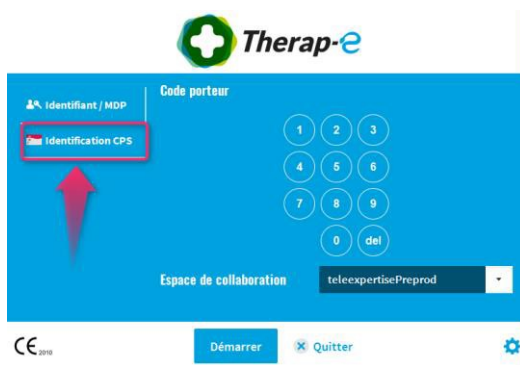 Therap-e
Identifiant / MDP
Identification CPS
Code porteur
1 2 3
4 5 6
7 8 9
0 del
Espace de collaboration
teleexpertisePreprod
CE 2010
Démarrer
Quitter